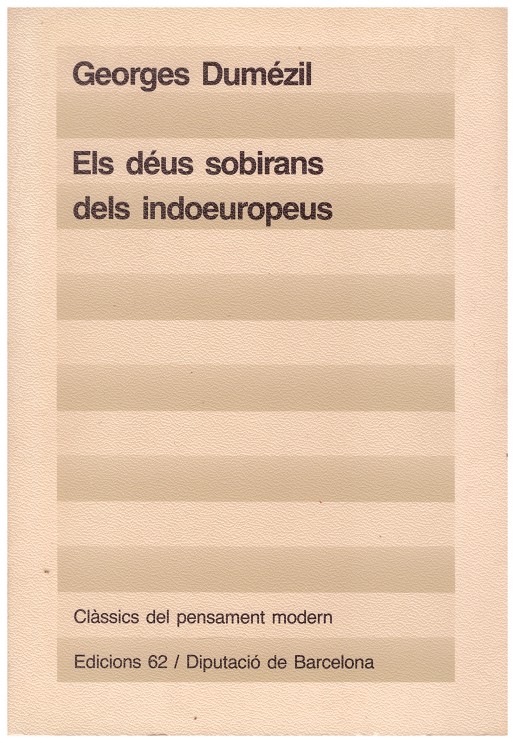 Georges Dumézil
Els déus sobirans
dels indoeuropeus
Clàssics del pensament modern
Edicions 62 / Diputació de Barcelona